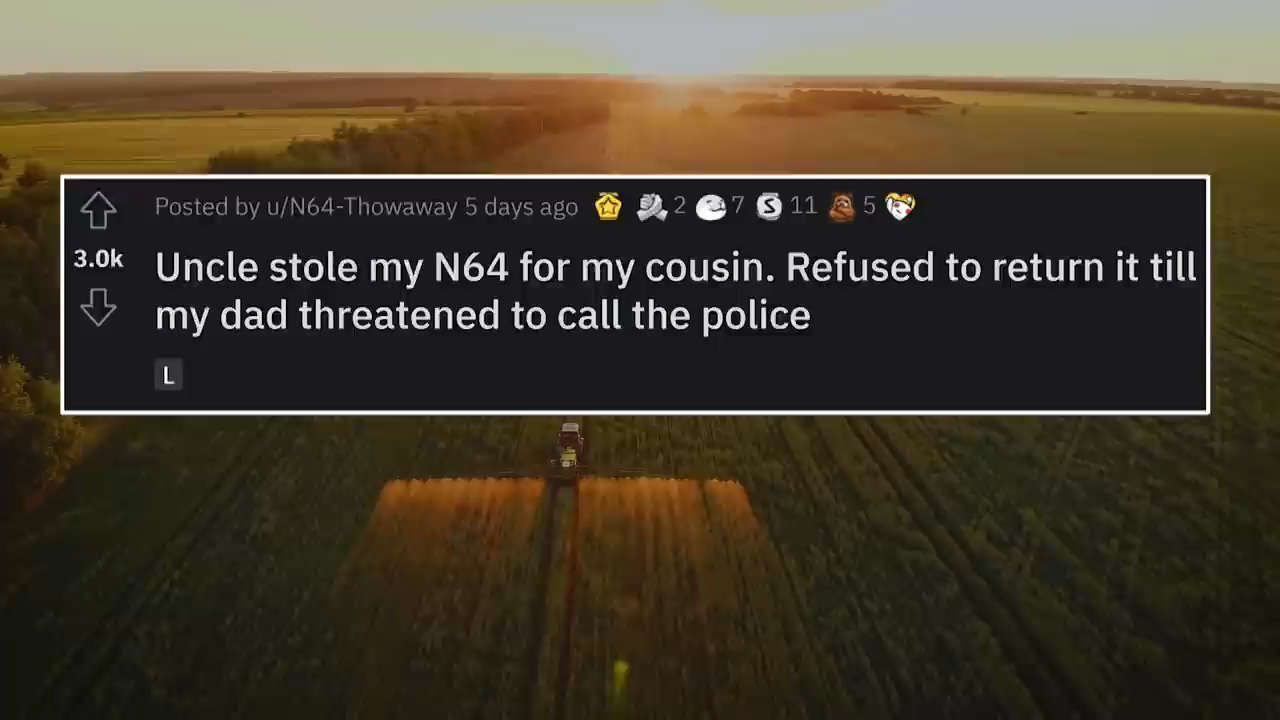 Posted by u/N64-Thowaway 5 days ago 2 7 S 11 5
3.0k
Uncle stole my N64 for my cousin. Refused to return it till
my dad threatened to call the police
L